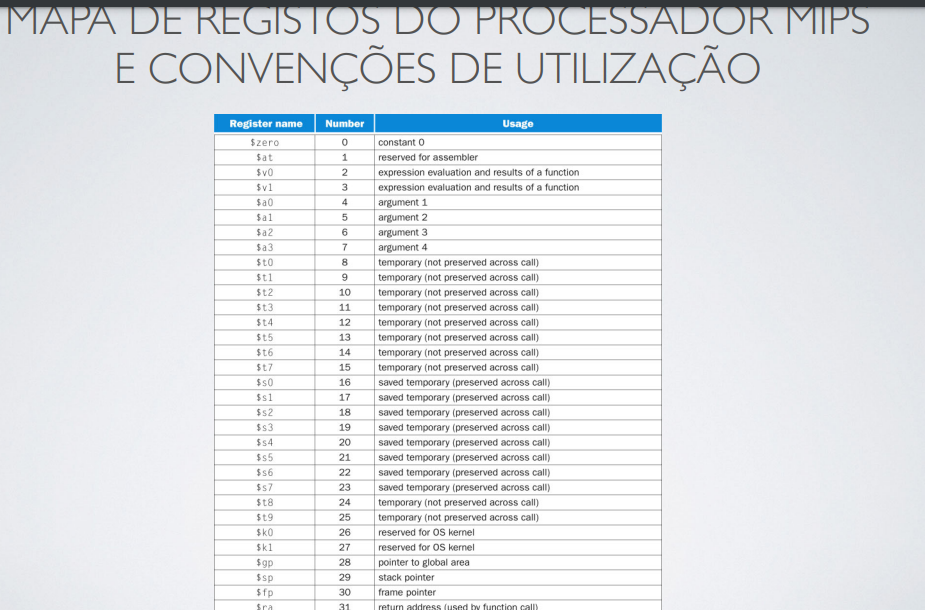 MAPA DE REGISTOS DO PROCESSADOR MIPS
E CONVENÇÕES DE UTILIZAÇÃO
Register name Number Usage
$zero 0 constant 0
$at 1 reserved for assembler
$v0 2 expression evaluation and results of a function
$v1 3 expression evaluation and results of a function
$a0 4 argument 1
$a1 5 argument 2
$a2 6 argument 3
$a3 7 argument 4
$t0 8 temporary (not preserved across call)
$t1 9 temporary (not preserved across call)
$t2 10 temporary (not preserved across call)
$t3 11 temporary (not preserved across call)
$t4 12 temporary (not preserved across call)
$t5 13 temporary (not preserved across call)
$t6 14 temporary (not preserved across call)
$t7 15 temporary (not preserved across call)
$s0 16 saved temporary (preserved across call)
$s1 17 saved temporary (preserved across call)
$s2 18 saved temporary (preserved across call)
$s3 19 saved temporary (preserved across call)
$s4 20 saved temporary (preserved across call)
$s5 21 saved temporary (preserved across call)
$s6 22 saved temporary (preserved across call)
$s7 23 saved temporary (preserved across call)
$t8 24 temporary (not preserved across call)
$t9 25 temporary (not preserved across call)
$k0 26 reserved for OS kernel
$k1 27 reserved for OS kernel
$gp 28 pointer to global area
$sp 29 stack pointer
$fp 30 frame pointer
$ra 31 return address (used by function call)